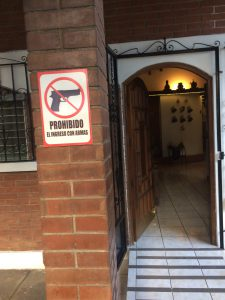 PROHIBIDO
EL INGRESO CON ARMAS